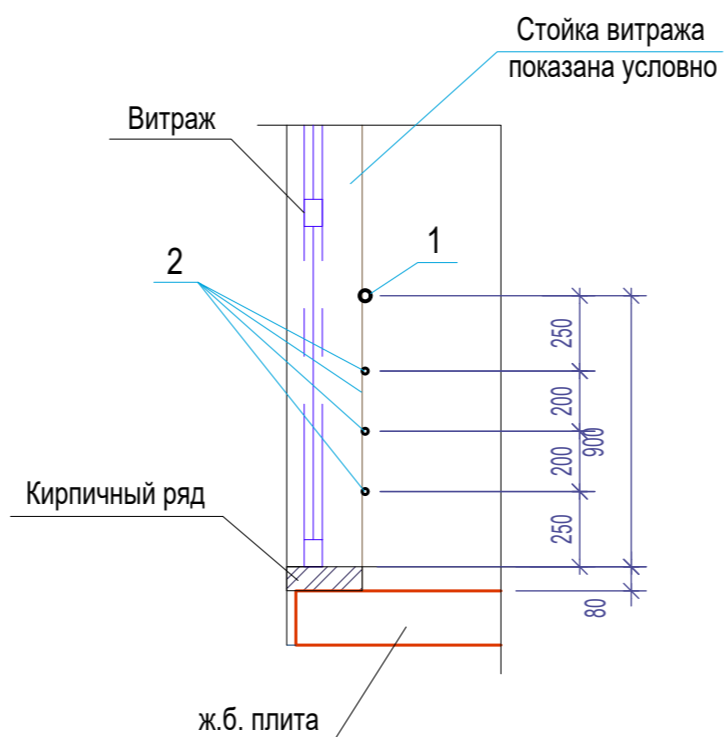 Стойка витража
показана условно
Витраж
1
2
250
200
900
200
Кирпичный ряд
250
80
ж.б. плита